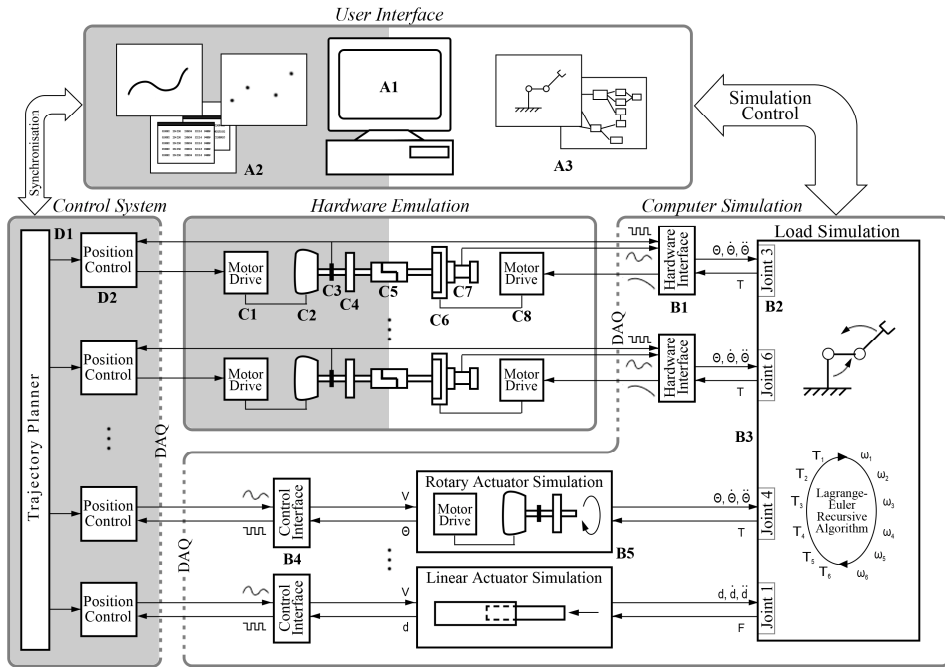 User Interface
A1
A2
A3
Synchronisation
Simulation
Control
Control System
Hardware Emulation
Computer Simulation
D1
Position
Control
D2
Motor
Drive
C1
C2
C3
C4
C5
C6
C7
Motor
Drive
C8
Hardware
Interface
B1
Θ, Θ̇, Θ̈
T
Joint 3
B2
Load Simulation
DAQ
Position
Control
Motor
Drive
Motor
Drive
Hardware
Interface
Θ, Θ̇, Θ̈
T
Joint 6
B3
Trajectory Planner
DAQ
DAQ
Position
Control
Control
Interface
B4
V
Θ
Rotary Actuator Simulation
Motor
Drive
B5
Θ, Θ̇, Θ̈
T
Joint 4
T₁
T₂
T₃
T₄
T₅
T₆
Lagrange-
Euler
Recursive
Algorithm
ω₁
ω₂
ω₃
ω₄
ω₅
ω₆
Position
Control
Control
Interface
V
d
Linear Actuator Simulation
d, ḋ, d̈
F
Joint 1